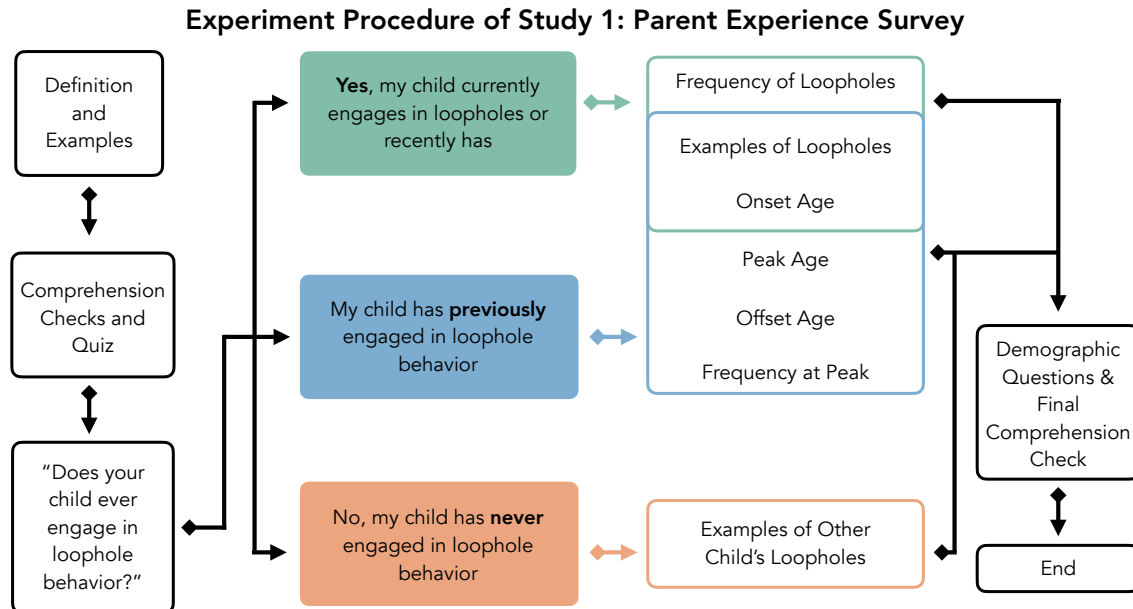 Experiment Procedure of Study 1: Parent Experience Survey
Definition
and
Examples
Comprehension
Checks and
Quiz
“Does your
child ever
engage in
loophole
behavior?”
Yes, my child currently
engages in loopholes or
recently has
My child has previously
engaged in loophole
behavior
No, my child has never
engaged in loophole
behavior
Frequency of Loopholes
Examples of Loopholes
Onset Age
Peak Age
Offset Age
Frequency at Peak
Examples of Other
Child’s Loopholes
Demographic
Questions &
Final
Comprehension
Check
End